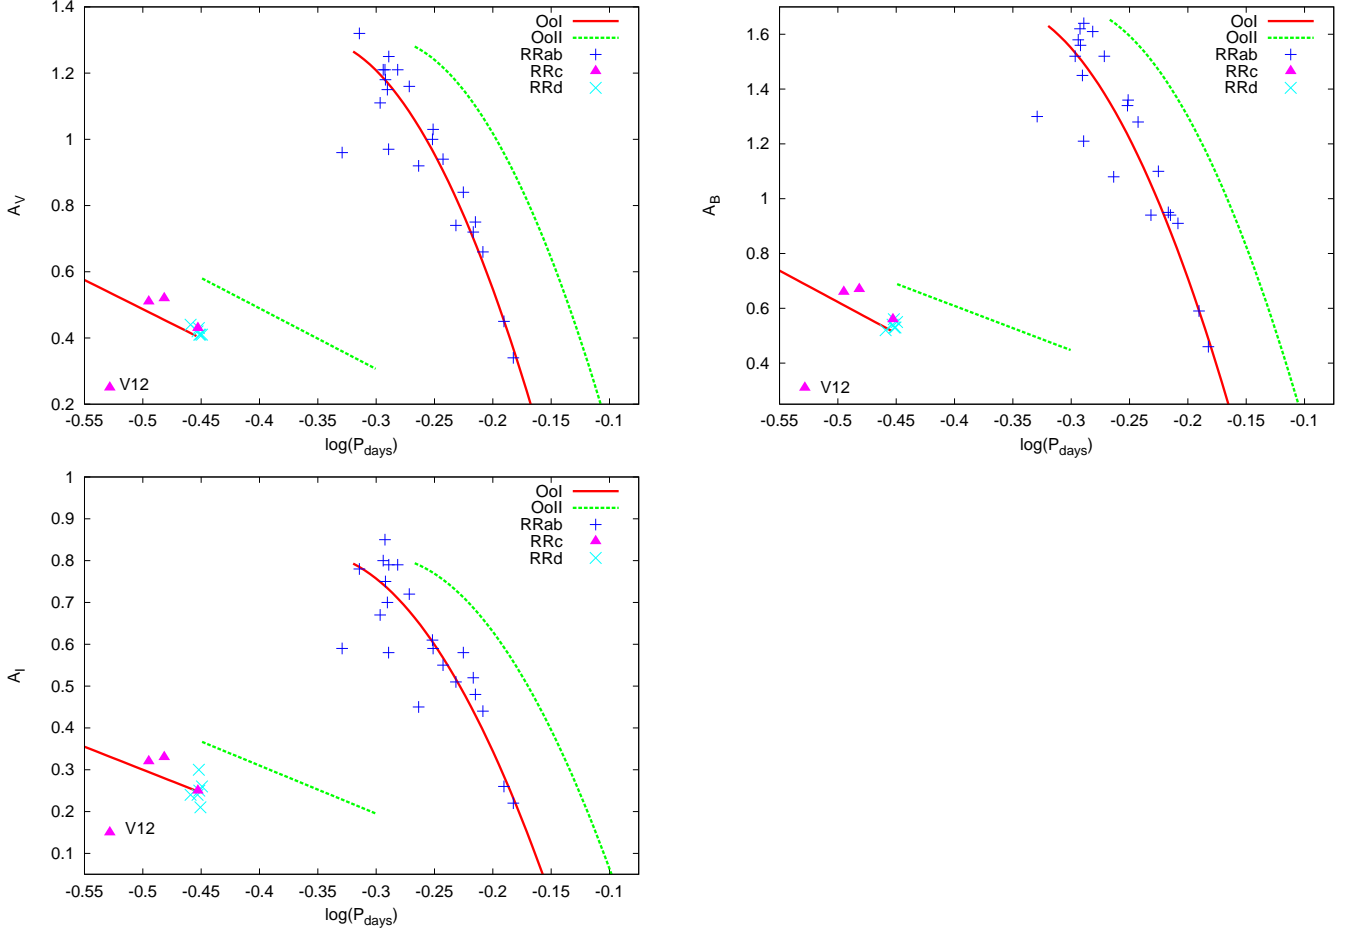 1.4
1.2
1
0.8
0.6
0.4
0.2
A_V
-0.55 -0.5 -0.45 -0.4 -0.35 -0.3 -0.25 -0.2 -0.15 -0.1
log(P_days)
OoI
OoII
RRab
RRc
RRd
V12
1.6
1.4
1.2
1
0.8
0.6
0.4
A_B
-0.55 -0.5 -0.45 -0.4 -0.35 -0.3 -0.25 -0.2 -0.15 -0.1
log(P_days)
OoI
OoII
RRab
RRc
RRd
V12
1
0.9
0.8
0.7
0.6
0.5
0.4
0.3
0.2
0.1
A_I
-0.55 -0.5 -0.45 -0.4 -0.35 -0.3 -0.25 -0.2 -0.15 -0.1
log(P_days)
OoI
OoII
RRab
RRc
RRd
V12